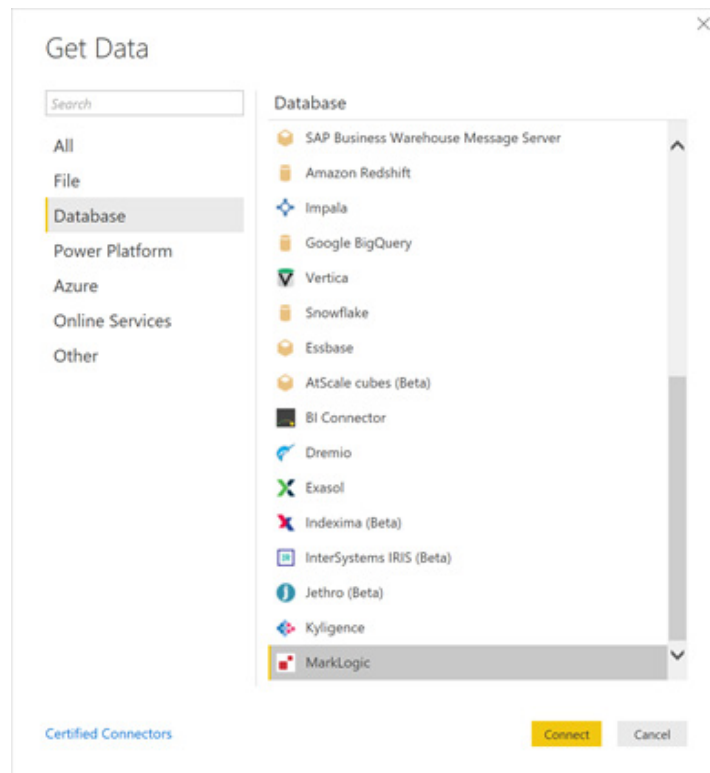 Get Data
Search
All
File
Database
Power Platform
Azure
Online Services
Other
Database
SAP Business Warehouse Message Server
Amazon Redshift
Impala
Google BigQuery
Vertica
Snowflake
Essbase
AtScale cubes (Beta)
BI Connector
Dremio
Exasol
Indexima (Beta)
InterSystems IRIS (Beta)
Jethro (Beta)
Kyligence
MarkLogic
Certified Connectors
Connect
Cancel